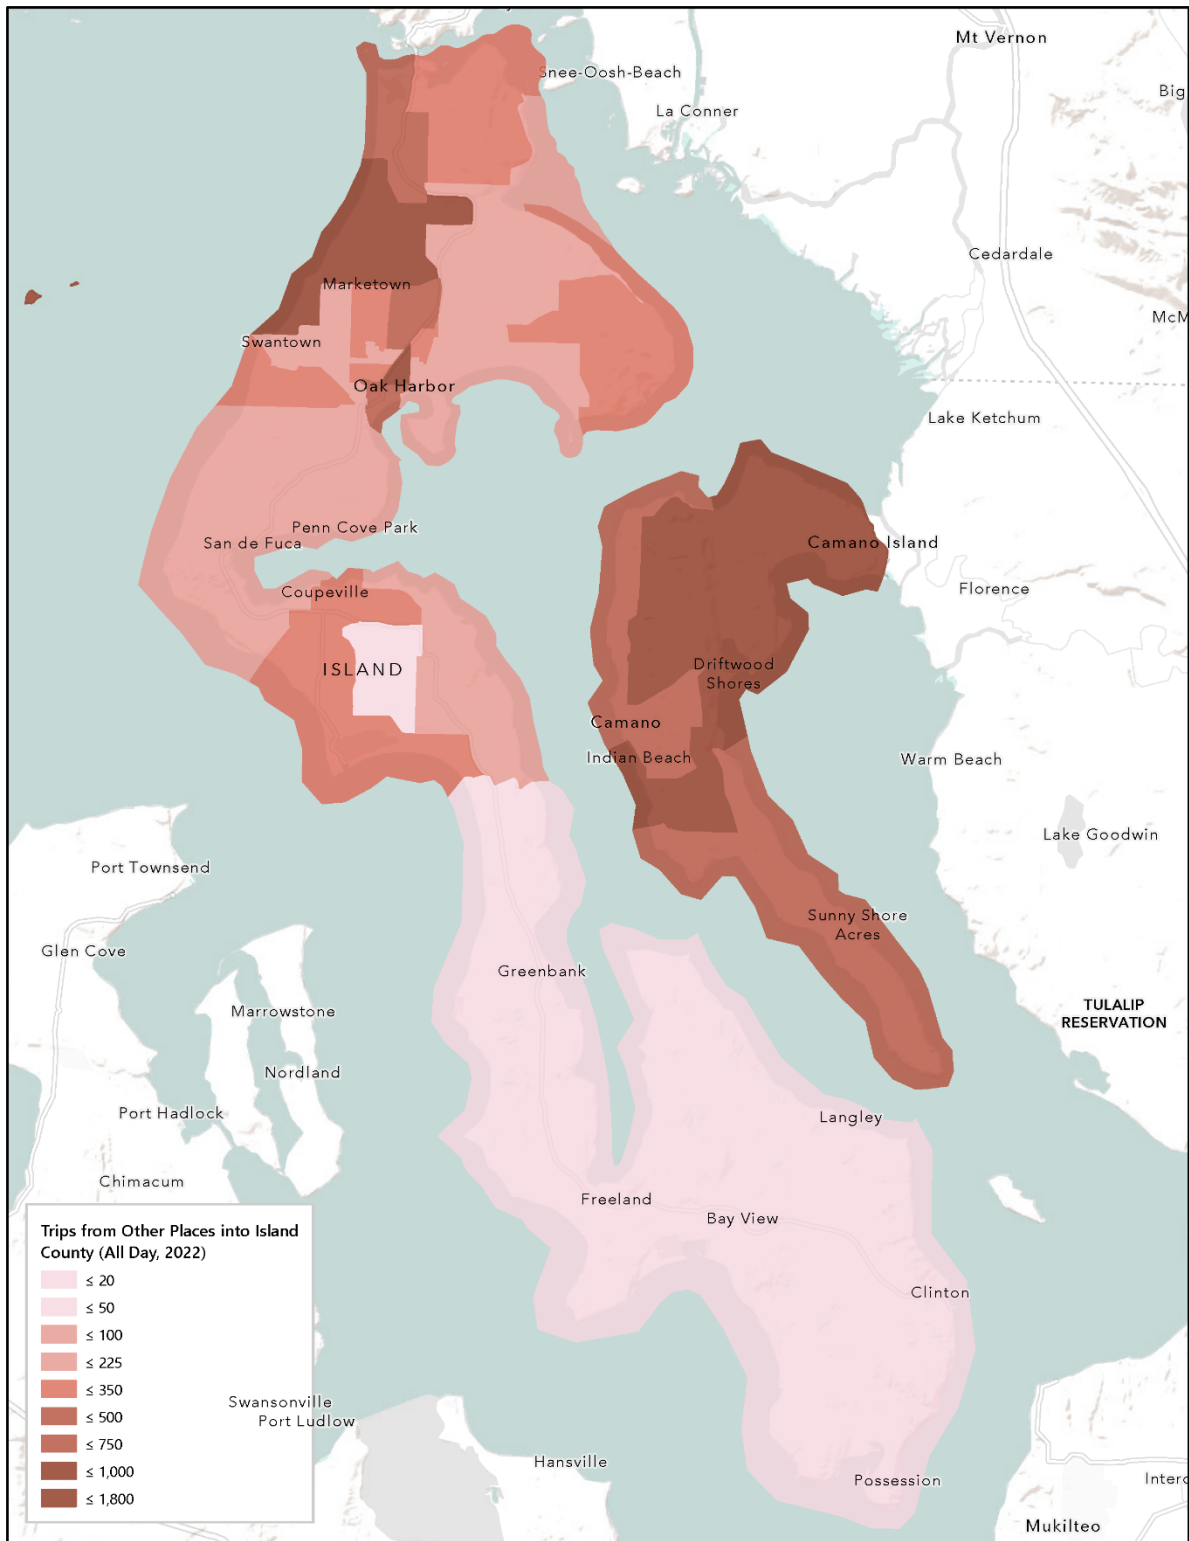 Mt Vernon
Snee-Oosh-Beach
Big
La Conner
Cedardale
Marketown
McM
Swantown
Oak Harbor
Lake Ketchum
Penn Cove Park
San de Fuca
Camano Island
Coupeville
Florence
ISLAND
Driftwood
Shores
Camano
Indian Beach
Warm Beach
Lake Goodwin
Port Townsend
Sunny Shore
Acres
Glen Cove
Greenbank
TULALIP
RESERVATION
Marrowstone
Nordland
Port Hadlock
Langley
Chimacum
Freeland
Bay View
Clinton
Trips from Other Places into Island
County (All Day, 2022)
≤ 20
≤ 50
≤ 100
≤ 225
≤ 350
≤ 500
≤ 750
≤ 1,000
≤ 1,800
Swansonville
Port Ludlow
Hansville
Possession
Interc
Mukilteo